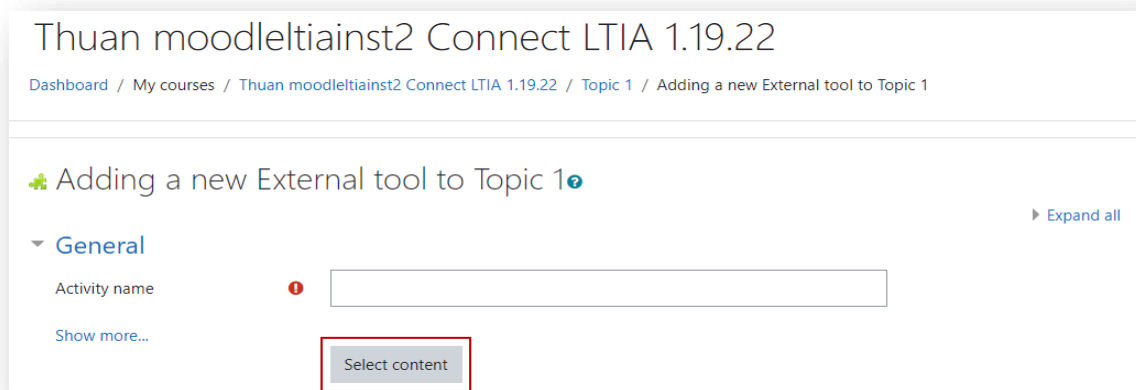 Thuan moodleltiainst2 Connect LTIA 1.19.22
Dashboard / My courses / Thuan moodleltiainst2 Connect LTIA 1.19.22 / Topic 1 / Adding a new External tool to Topic 1
Adding a new External tool to Topic 1
Expand all
General
Activity name
Show more...
Select content